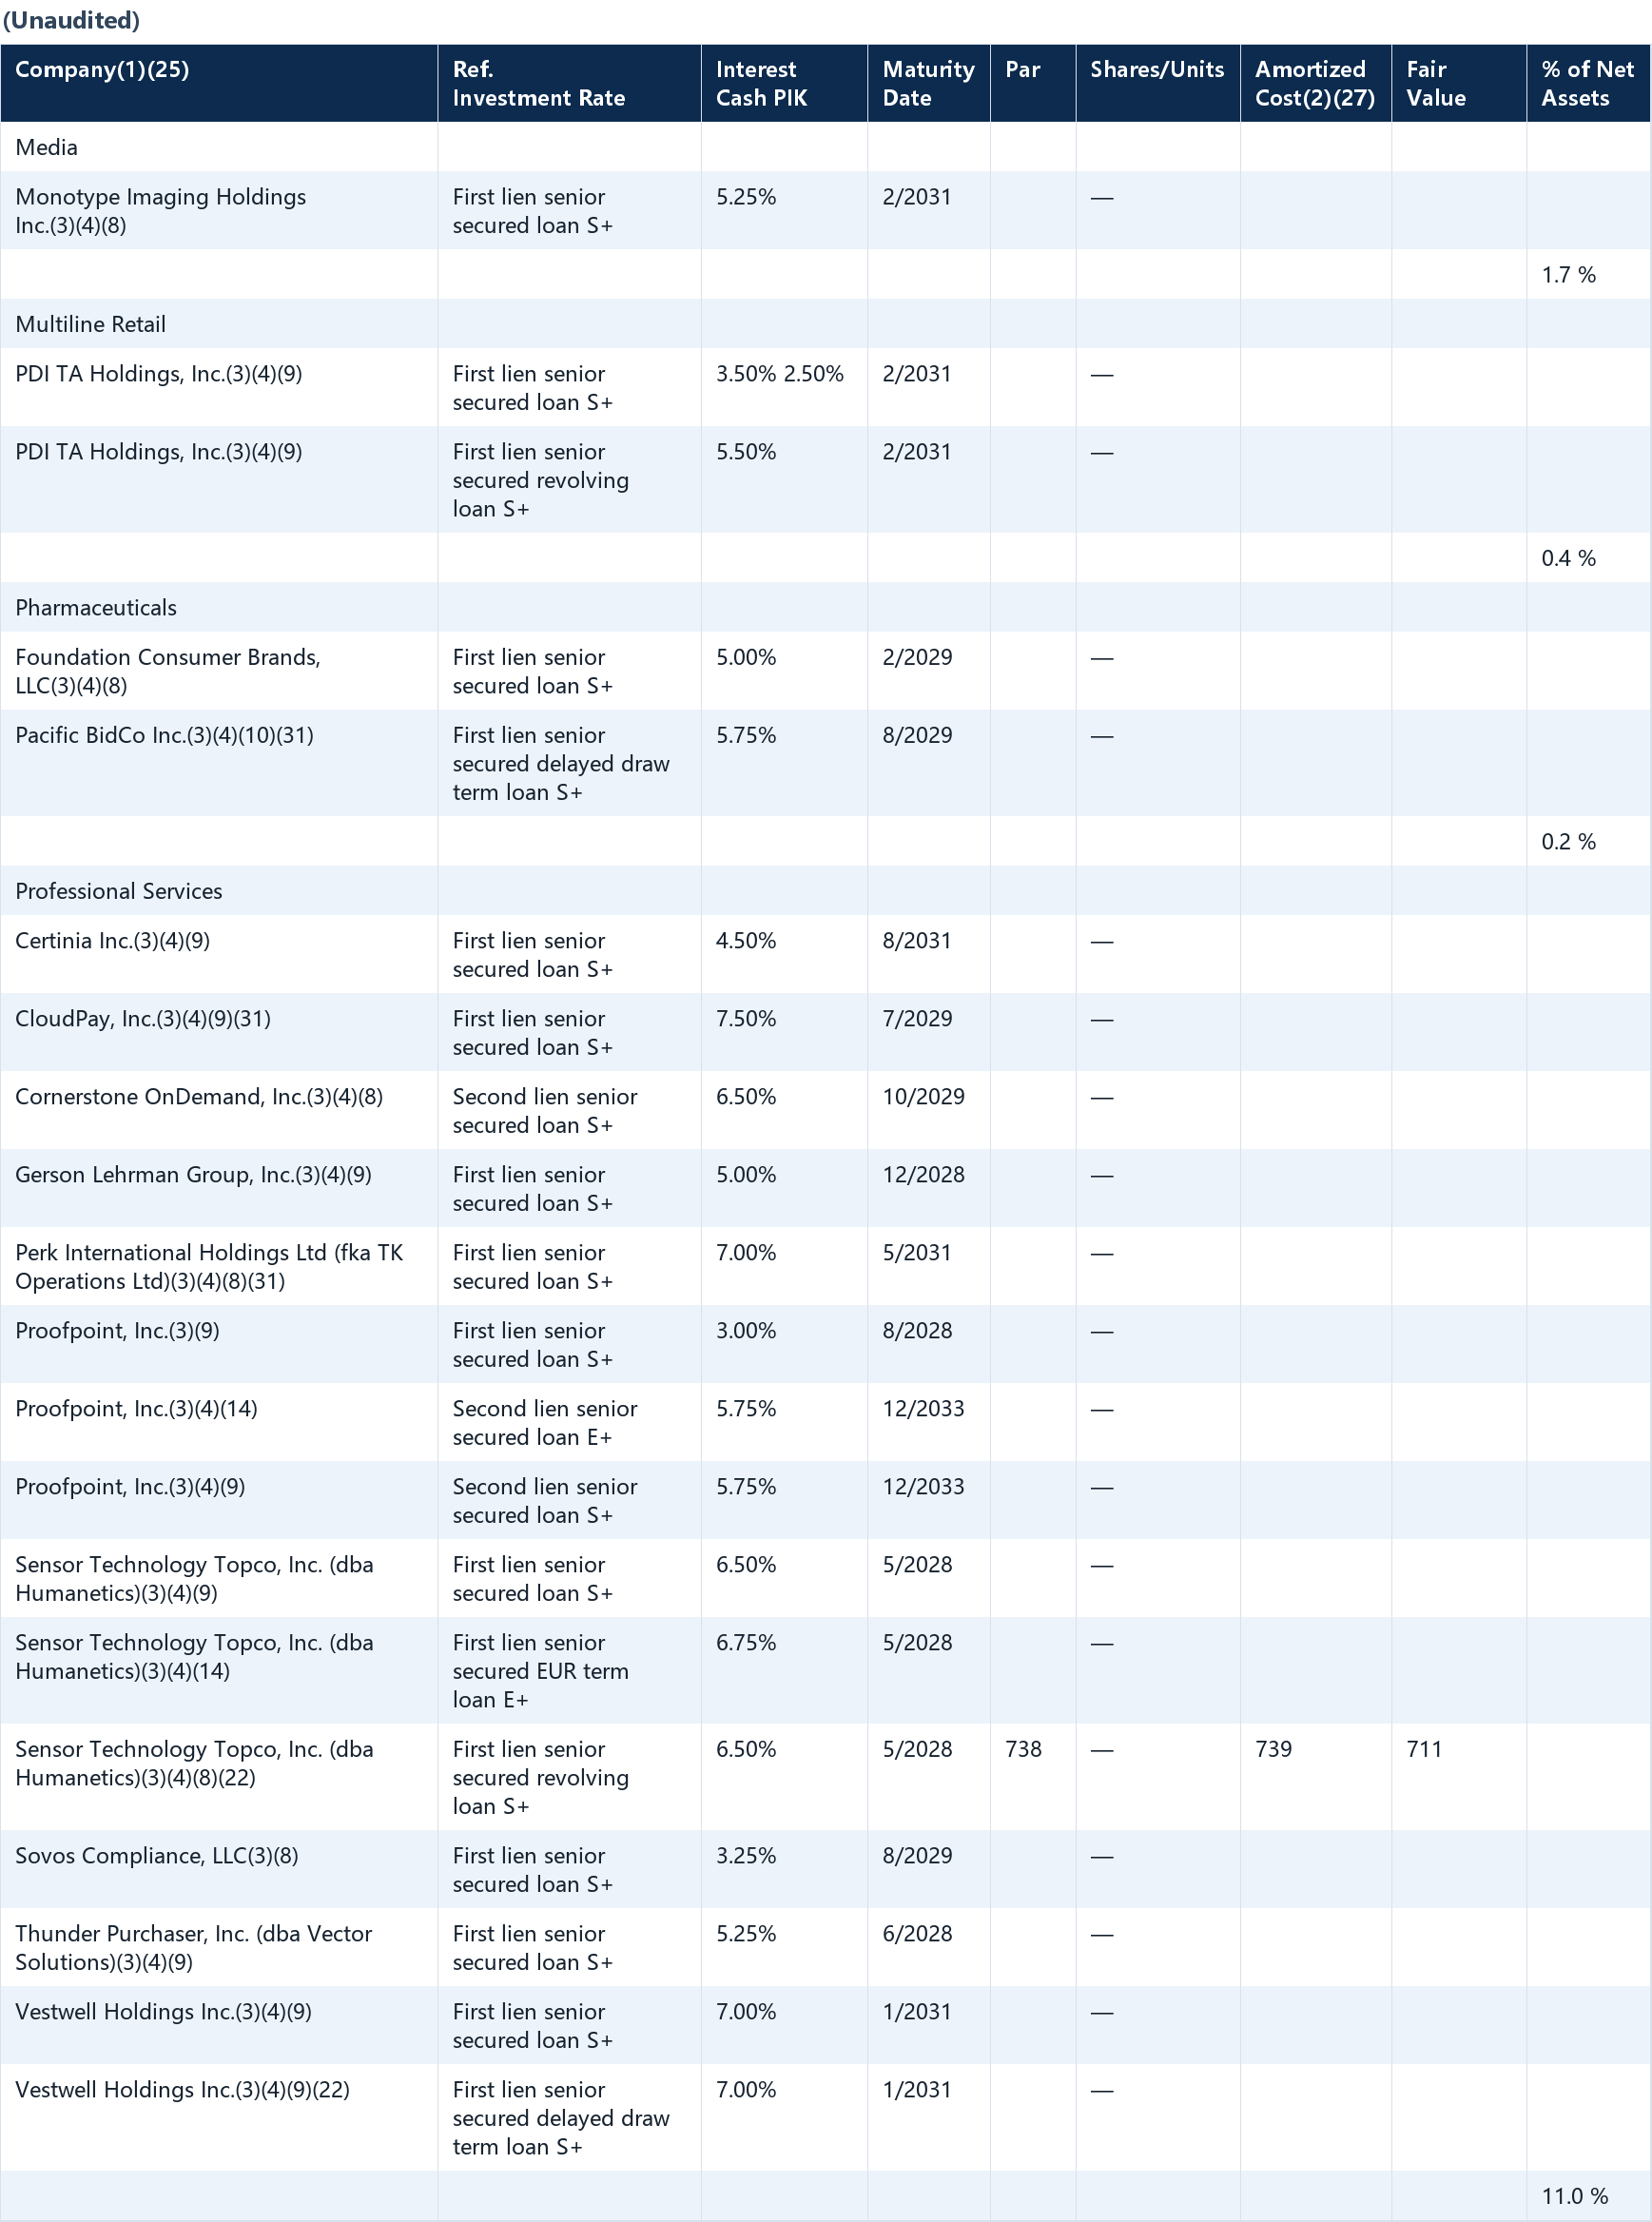 (Unaudited)
Company(1)(25) Ref. Investment Rate Interest Cash PIK Maturity Date Par Shares/Units Amortized Cost(2)(27) Fair Value % of Net Assets
Media
Monotype Imaging Holdings Inc.(3)(4)(8) First lien senior secured loan S+ 5.25% 2/2031 —
1.7 %
Multiline Retail
PDI TA Holdings, Inc.(3)(4)(9) First lien senior secured loan S+ 3.50% 2.50% 2/2031 —
PDI TA Holdings, Inc.(3)(4)(9) First lien senior secured revolving loan S+ 5.50% 2/2031 —
0.4 %
Pharmaceuticals
Foundation Consumer Brands, LLC(3)(4)(8) First lien senior secured loan S+ 5.00% 2/2029 —
Pacific BidCo Inc.(3)(4)(10)(31) First lien senior secured delayed draw term loan S+ 5.75% 8/2029 —
0.2 %
Professional Services
Certinia Inc.(3)(4)(9) First lien senior secured loan S+ 4.50% 8/2031 —
CloudPay, Inc.(3)(4)(9)(31) First lien senior secured loan S+ 7.50% 7/2029 —
Cornerstone OnDemand, Inc.(3)(4)(8) Second lien senior secured loan S+ 6.50% 10/2029 —
Gerson Lehrman Group, Inc.(3)(4)(9) First lien senior secured loan S+ 5.00% 12/2028 —
Perk International Holdings Ltd (fka TK Operations Ltd)(3)(4)(8)(31) First lien senior secured loan S+ 7.00% 5/2031 —
Proofpoint, Inc.(3)(9) First lien senior secured loan S+ 3.00% 8/2028 —
Proofpoint, Inc.(3)(4)(14) Second lien senior secured loan E+ 5.75% 12/2033 —
Proofpoint, Inc.(3)(4)(9) Second lien senior secured loan S+ 5.75% 12/2033 —
Sensor Technology Topco, Inc. (dba Humanetics)(3)(4)(9) First lien senior secured loan S+ 6.50% 5/2028 —
Sensor Technology Topco, Inc. (dba Humanetics)(3)(4)(14) First lien senior secured EUR term loan E+ 6.75% 5/2028 —
Sensor Technology Topco, Inc. (dba Humanetics)(3)(4)(8)(22) First lien senior secured revolving loan S+ 6.50% 5/2028 738 — 739 711
Sovos Compliance, LLC(3)(8) First lien senior secured loan S+ 3.25% 8/2029 —
Thunder Purchaser, Inc. (dba Vector Solutions)(3)(4)(9) First lien senior secured loan S+ 5.25% 6/2028 —
Vestwell Holdings Inc.(3)(4)(9) First lien senior secured loan S+ 7.00% 1/2031 —
Vestwell Holdings Inc.(3)(4)(9)(22) First lien senior secured delayed draw term loan S+ 7.00% 1/2031 —
11.0 %